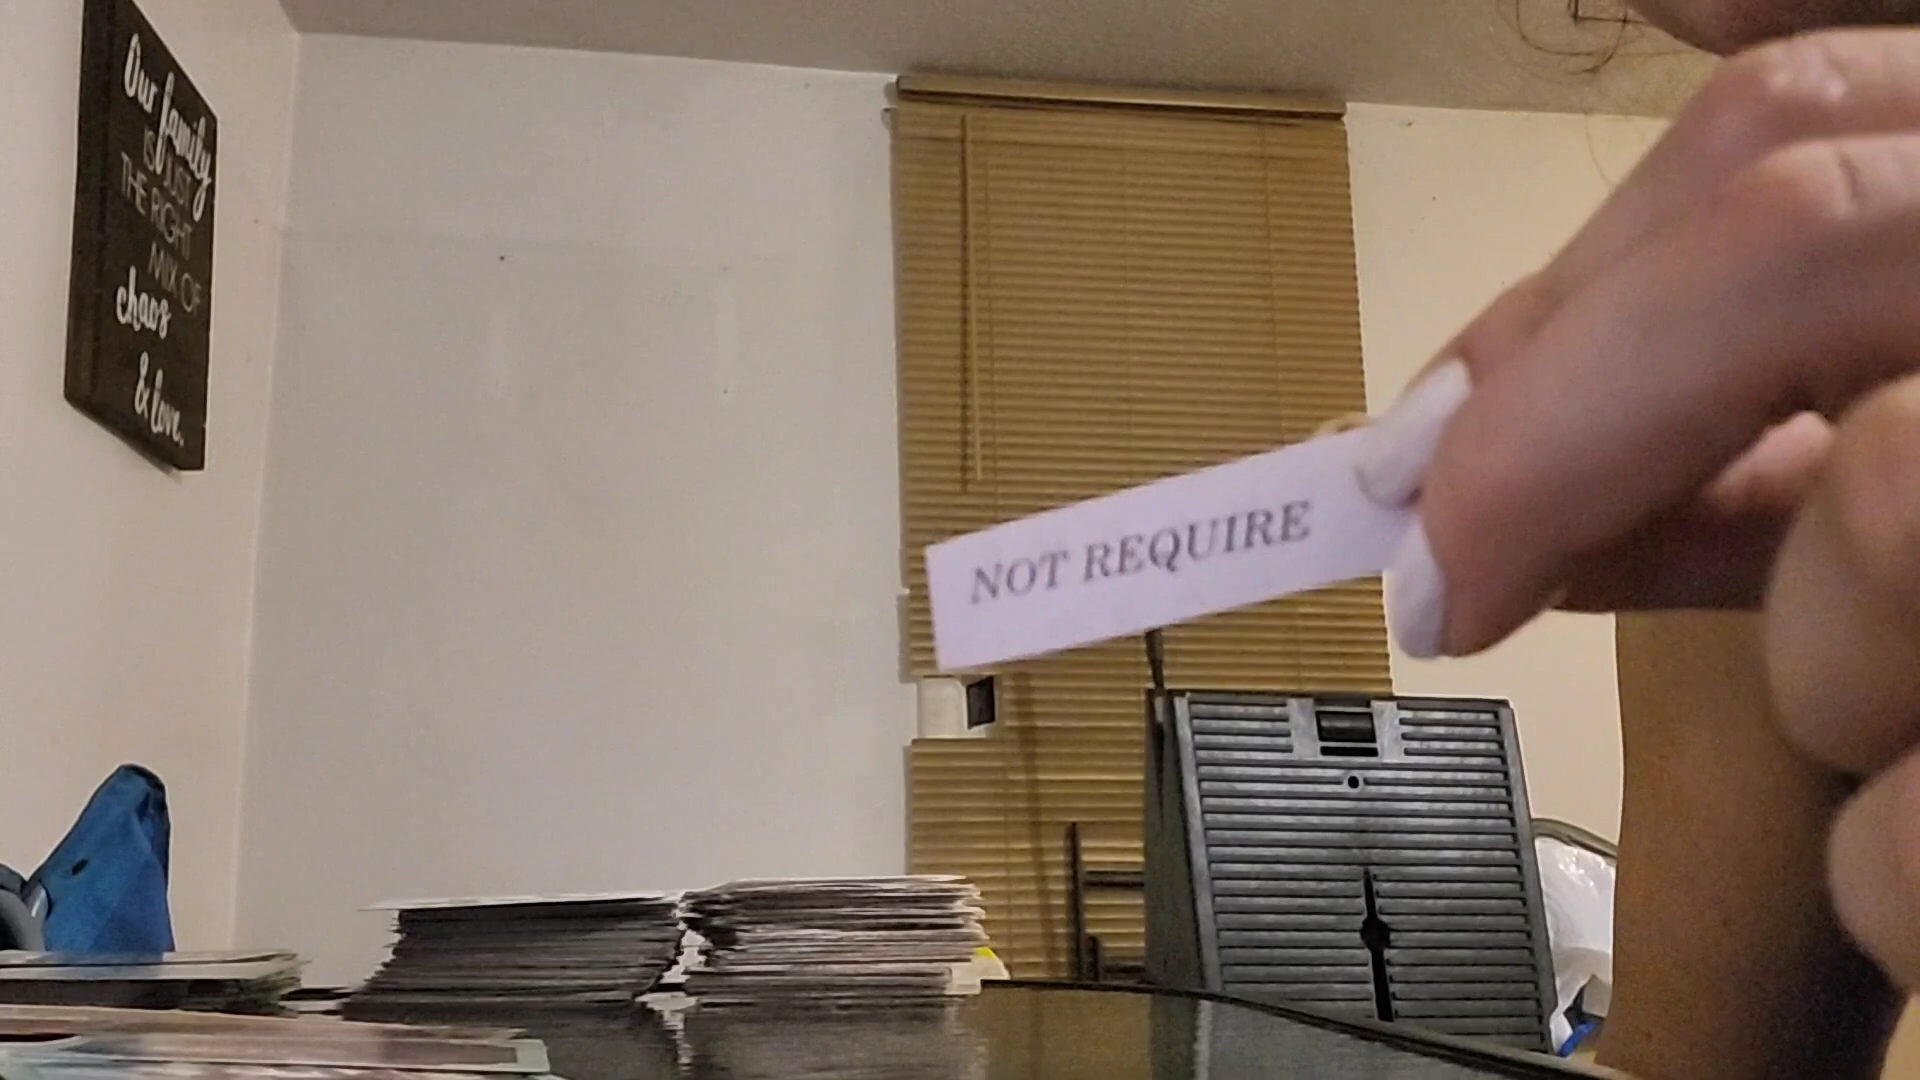 Our family
IS JUST
THE RIGHT
MIX OF
chaos
& love.
NOT REQUIRE